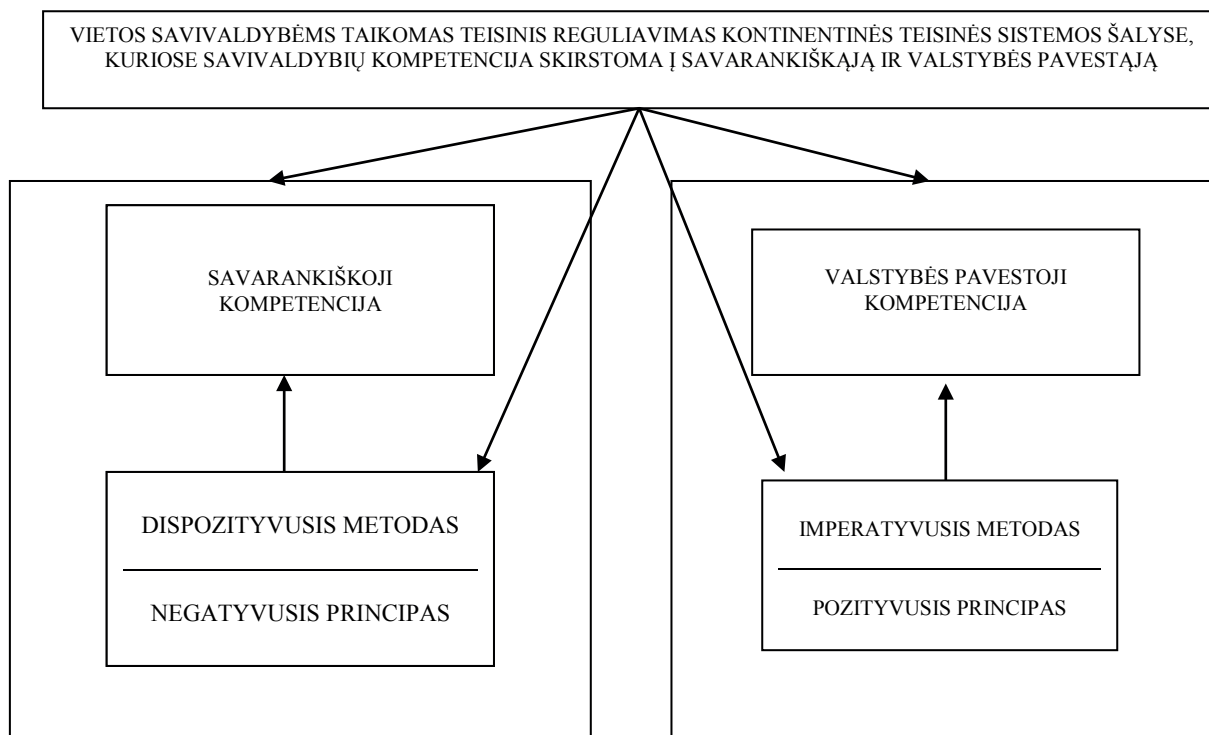 VIETOS SAVIVALDYBĖMS TAIKOMAS TEISINIS REGULIAVIMAS KONTINENTINĖS TEISINĖS SISTEMOS ŠALYSE,
KURIOSE SAVIVALDYBIŲ KOMPETENCIJA SKIRSTOMA Į SAVARANKIŠKĄJĄ IR VALSTYBĖS PAVESTĄJĄ
SAVARANKIŠKOJI
KOMPETENCIJA
VALSTYBĖS PAVESTOJI
KOMPETENCIJA
DISPOZITYVUSIS METODAS
NEGATYVUSIS PRINCIPAS
IMPERATYVUSIS METODAS
POZITYVUSIS PRINCIPAS